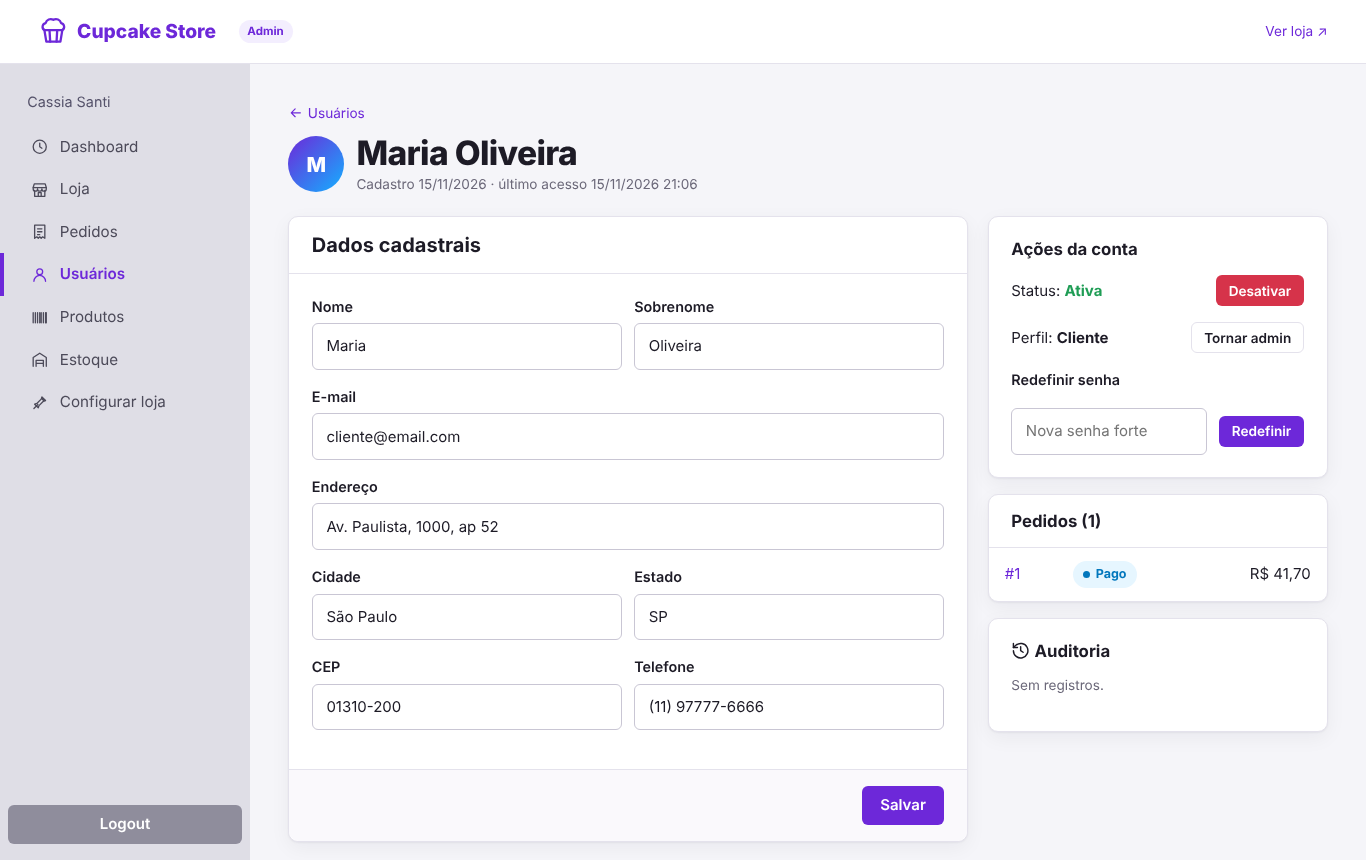 Cupcake Store
Admin
Ver loja ↗
Cassia Santi
Dashboard
Loja
Pedidos
Usuários
Produtos
Estoque
Configurar loja
Logout
← Usuários
M
Maria Oliveira
Cadastro 15/11/2026 · último acesso 15/11/2026 21:06
Dados cadastrais
Nome
Sobrenome
Maria
Oliveira
E-mail
cliente@email.com
Endereço
Av. Paulista, 1000, ap 52
Cidade
Estado
São Paulo
SP
CEP
Telefone
01310-200
(11) 97777-6666
Salvar
Ações da conta
Status: Ativa
Desativar
Perfil: Cliente
Tornar admin
Redefinir senha
Nova senha forte
Redefinir
Pedidos (1)
#1
Pago
R$ 41,70
Auditoria
Sem registros.